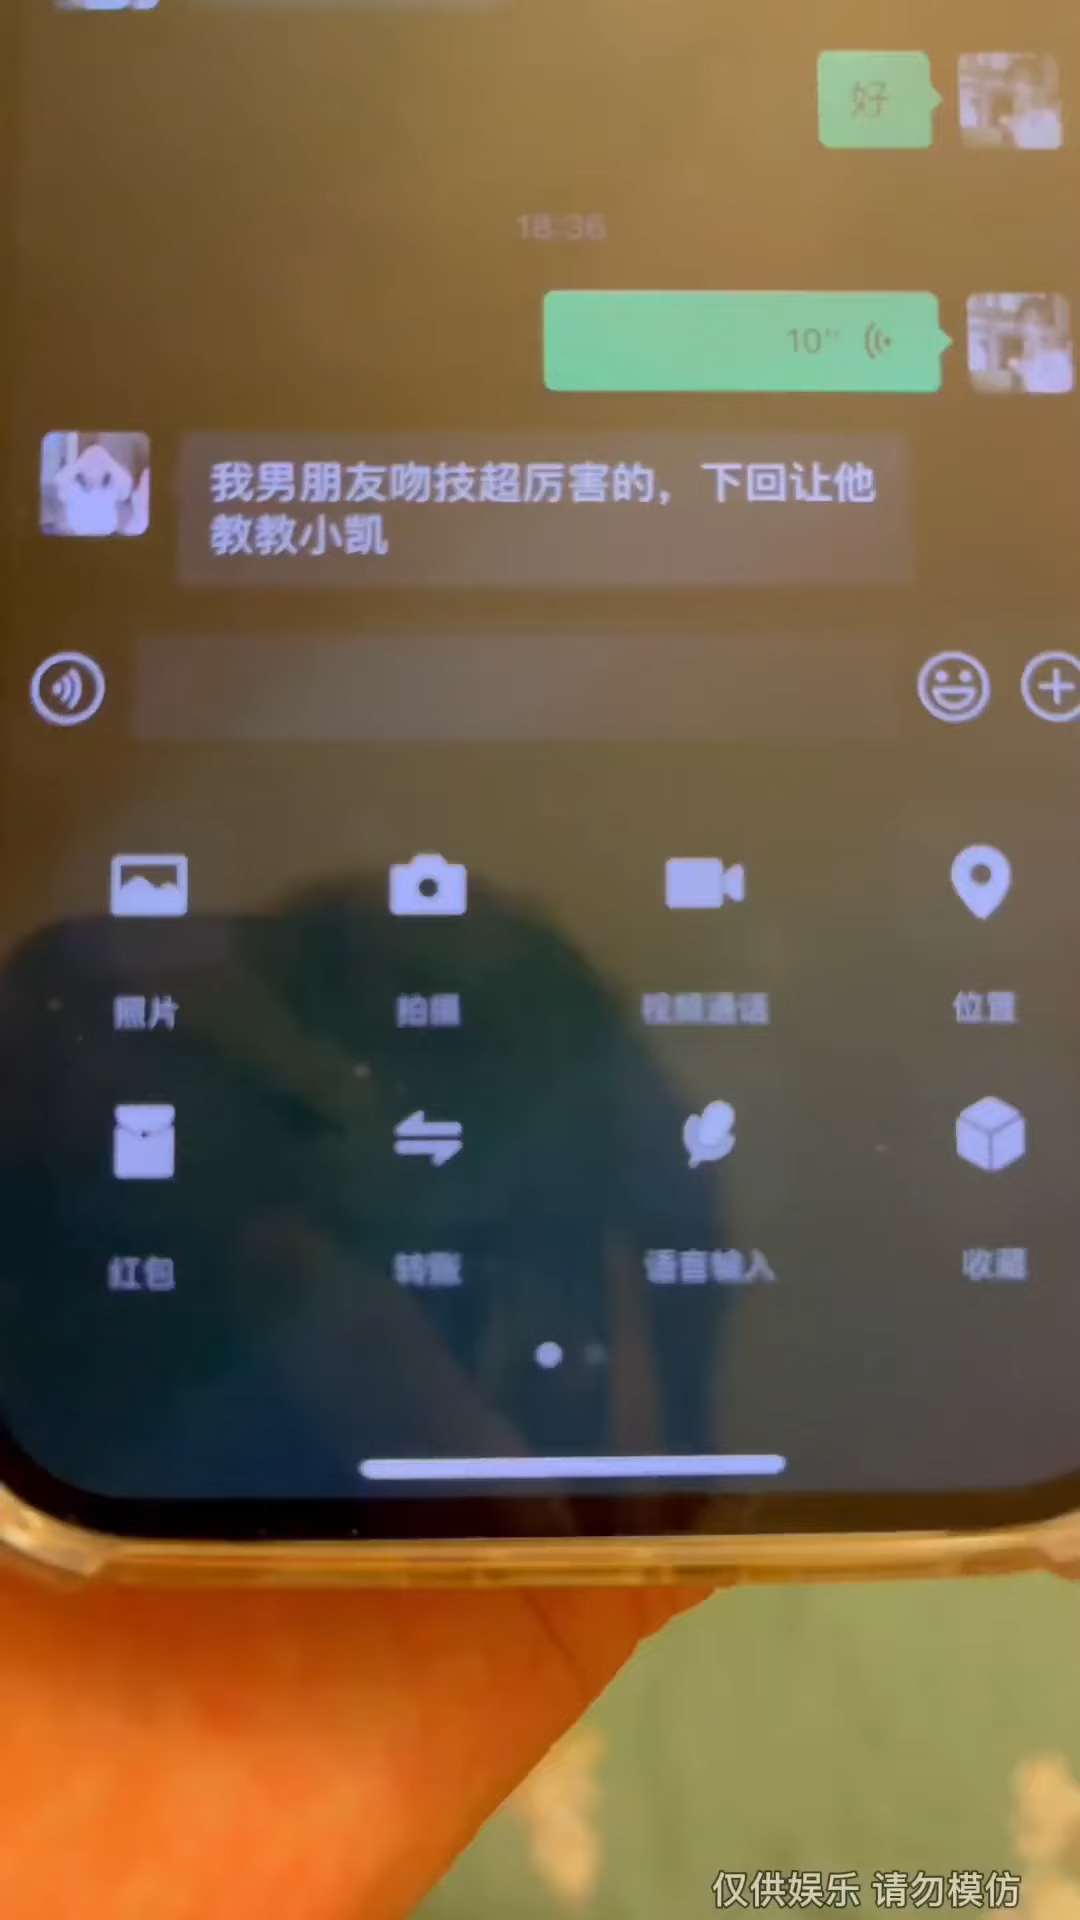 好
18:36
10"
我男朋友吻技超厉害的，下回让他
教教小凯
照片
拍摄
视频通话
位置
红包
转账
语音输入
收藏
仅供娱乐 请勿模仿